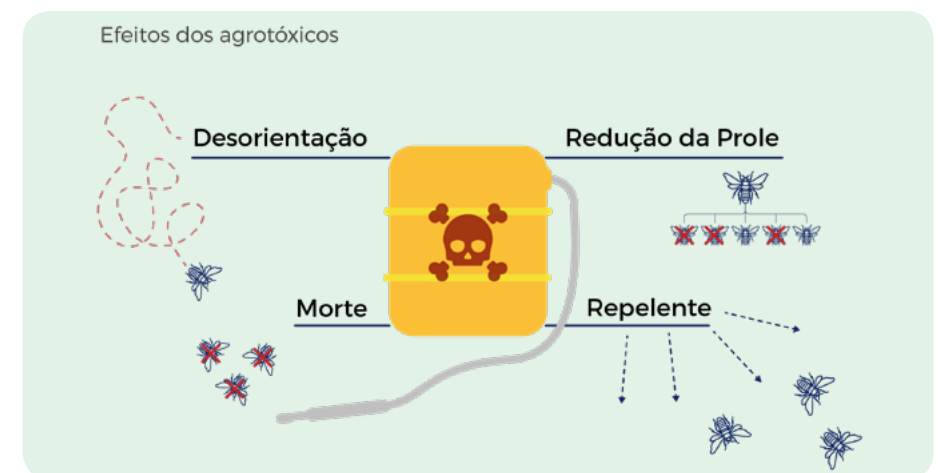 Efeitos dos agrotóxicos
Desorientação
Redução da Prole
Morte
Repelente